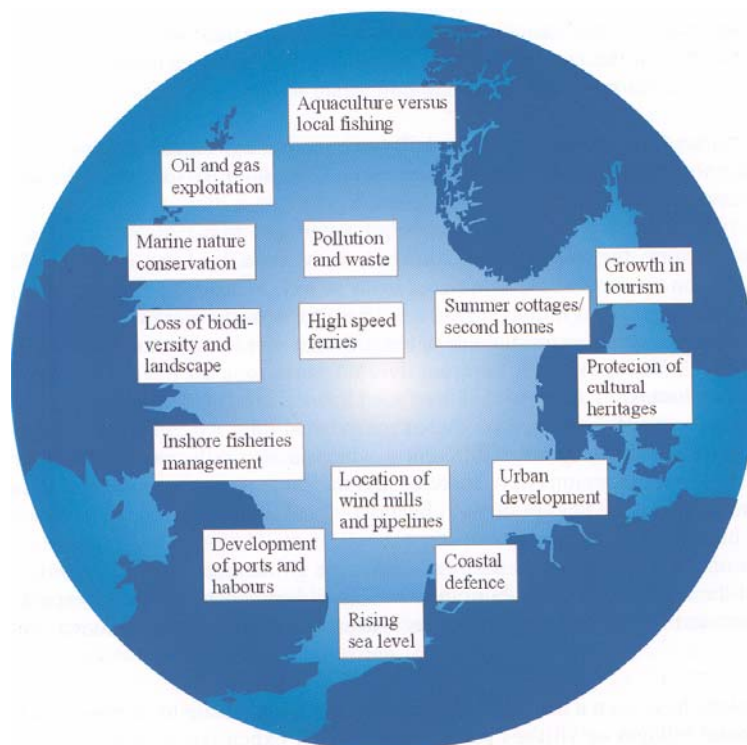 Aquaculture versus
local fishing
Oil and gas
exploitation
Marine nature
conservation
Pollution
and waste
Growth in
tourism
Loss of biodi-
versity and
landscape
High speed
ferries
Summer cottages/
second homes
Protecion of
cultural
heritages
Inshore fisheries
management
Location of
wind mills
and pipelines
Urban
development
Development
of ports and
habours
Coastal
defence
Rising
sea level